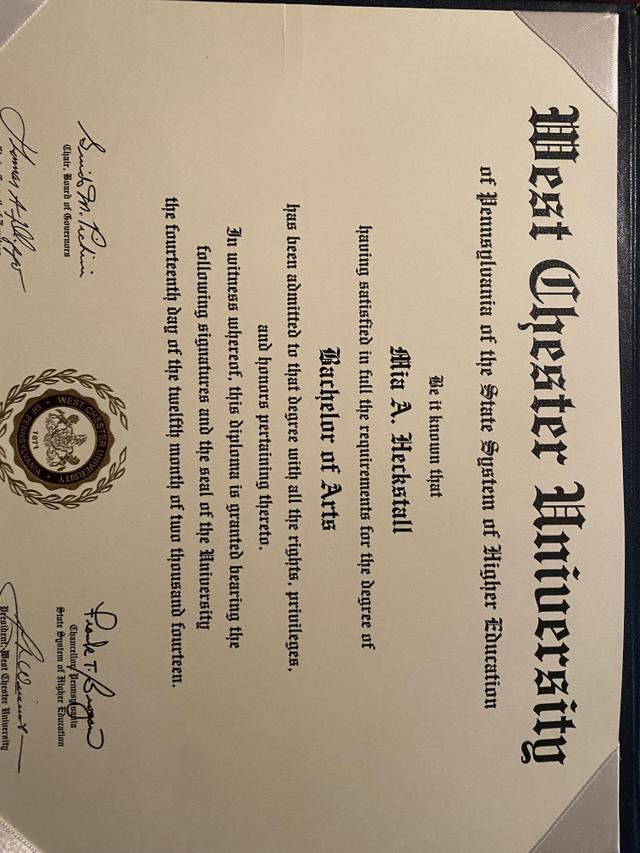 West Chester University
of Pennsylvania of the State System of Higher Education
Be it known that
Mia A. Heckstall
having satisfied in full the requirements for the degree of
Bachelor of Arts
has been admitted to that degree with all the rights, privileges,
and honors pertaining thereto.
In witness whereof, this diploma is granted bearing the
following signatures and the seal of the University
the fourteenth day of the twelfth month of two thousand fourteen.
Guido M. Pichini
Chair, Board of Governors
Frank T. Brogan
Chancellor, Pennsylvania
State System of Higher Education
WEST CHESTER UNIVERSITY
OF PENNSYLVANIA
1871
President, West Chester University